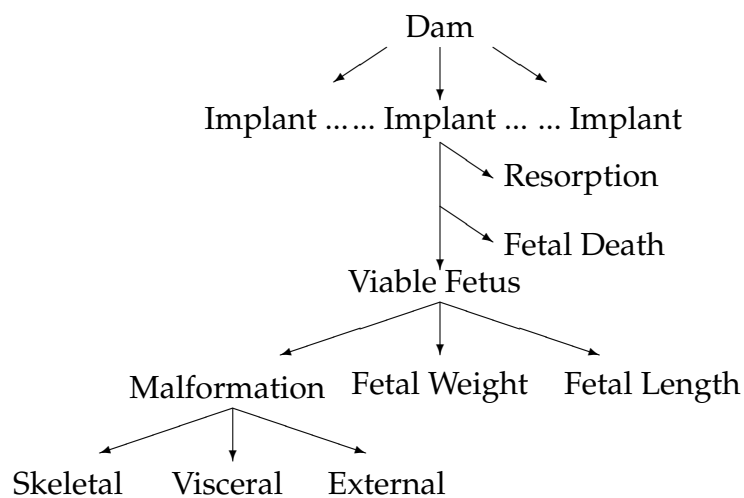 Dam
Implant ... ... Implant ... ... Implant
Resorption
Fetal Death
Viable Fetus
Malformation Fetal Weight Fetal Length
Skeletal Visceral External